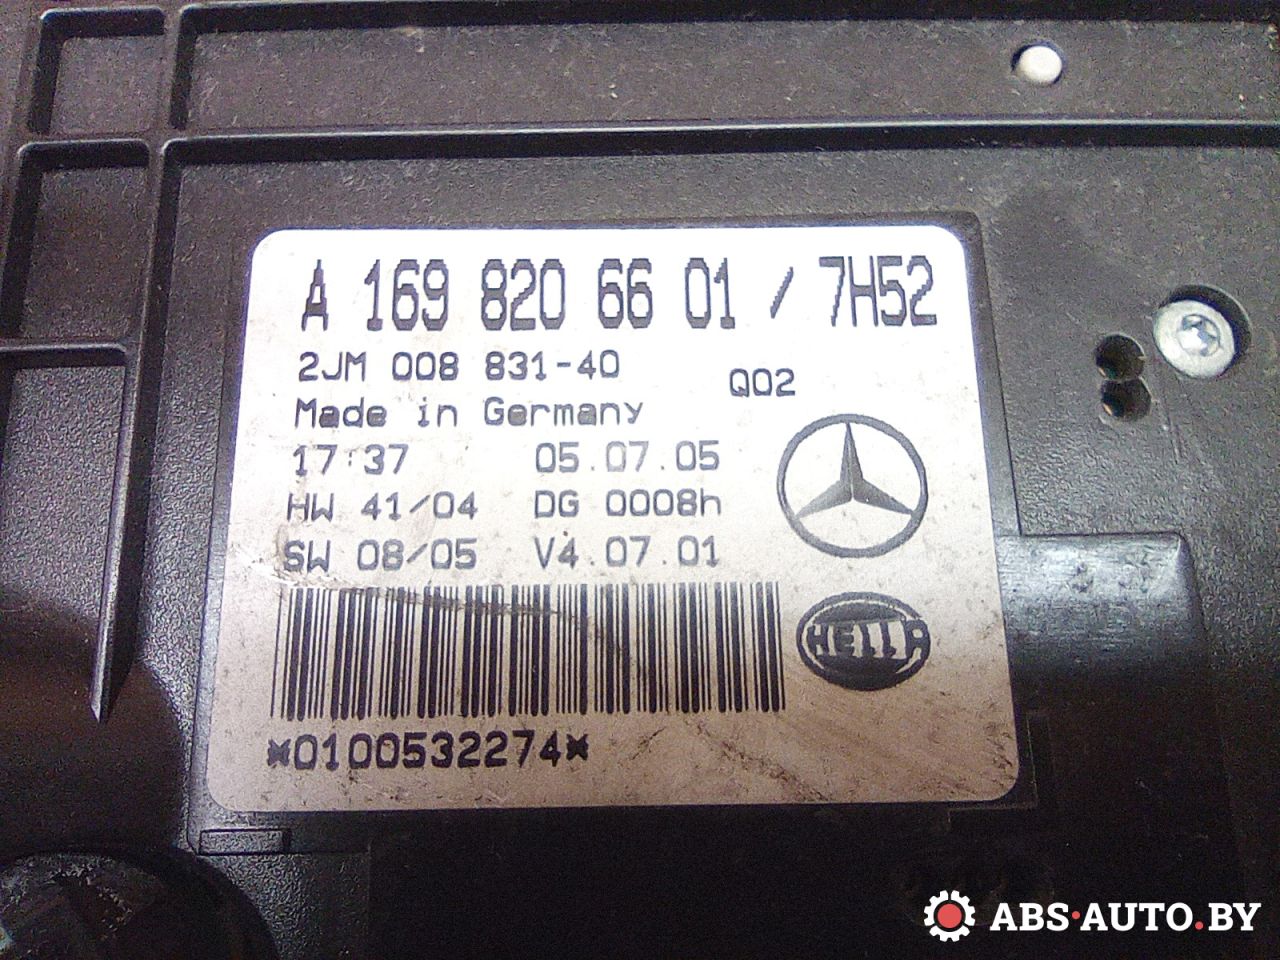 A 169 820 66 01 / 7H52
2JM 008 831-40 Q02
Made in Germany
17:37 05.07.05
HW 41/04 DG 0008h
SW 08/05 V4.07.01
HELLA
*0100532274*
ABS·AUTO.BY